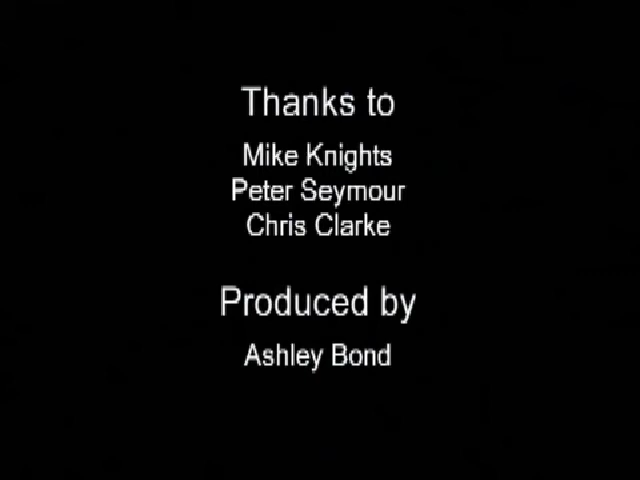 Thanks to
Mike Knights
Peter Seymour
Chris Clarke
Produced by
Ashley Bond